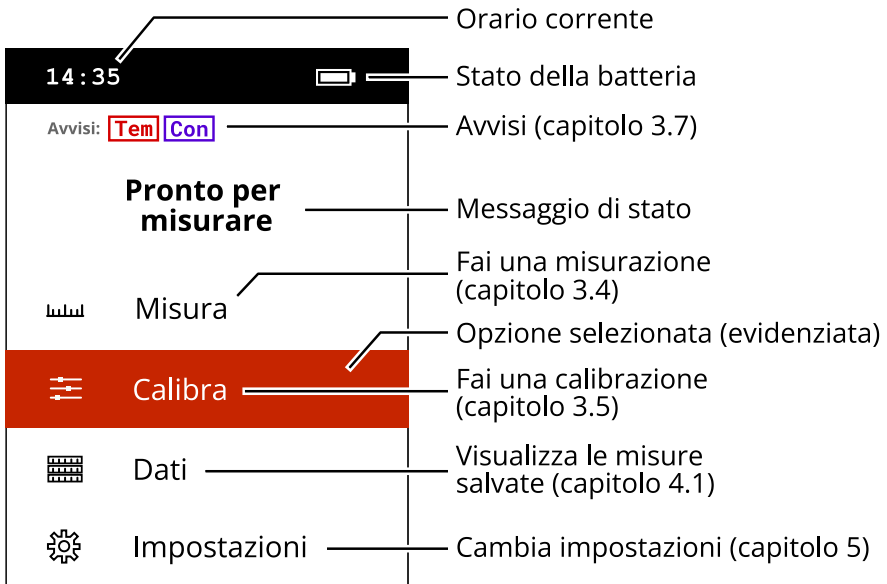 Orario corrente
14:35
Stato della batteria
Avvisi: Tem Con
Avvisi (capitolo 3.7)
Pronto per
misurare
Messaggio di stato
Fai una misurazione
(capitolo 3.4)
Misura
Opzione selezionata (evidenziata)
Calibra
Fai una calibrazione
(capitolo 3.5)
Dati
Visualizza le misure
salvate (capitolo 4.1)
Impostazioni
Cambia impostazioni (capitolo 5)